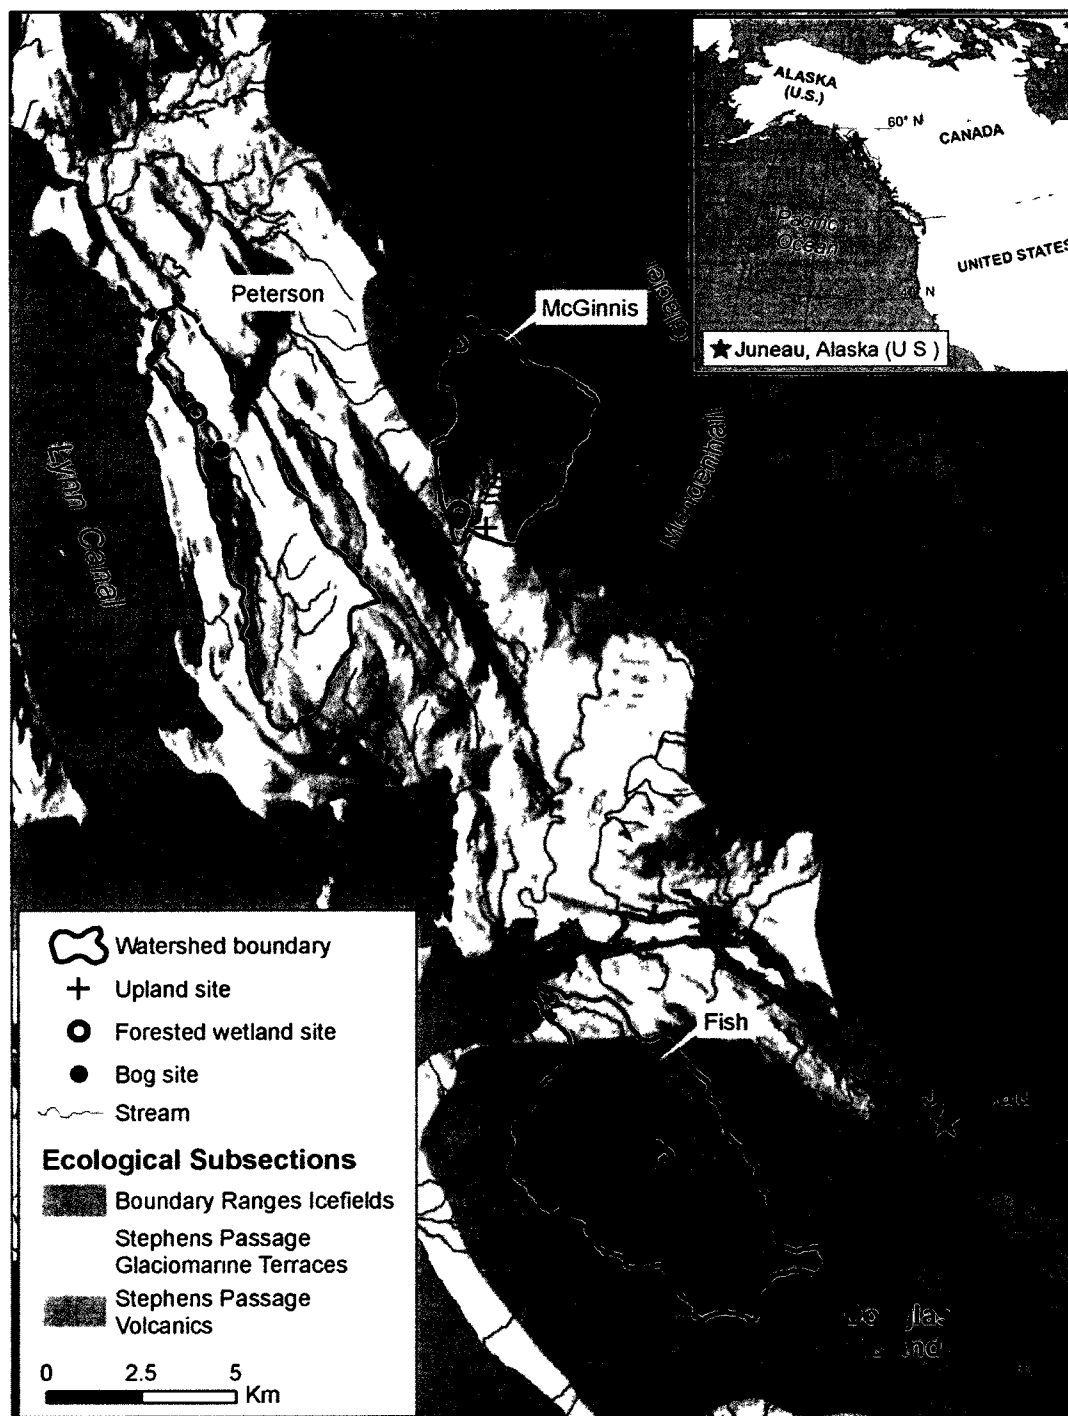 ALASKA
(U.S.)
60° N
CANADA
Pacific
Ocean
UNITED STATES
N
★ Juneau, Alaska (U S )
Peterson
McGinnis
Glacier
Mendenhall
Lynn Canal
Fish
Watershed boundary
Upland site
Forested wetland site
Bog site
Stream
Ecological Subsections
Boundary Ranges Icefields
Stephens Passage
Glaciomarine Terraces
Stephens Passage
Volcanics
0 2.5 5
Km